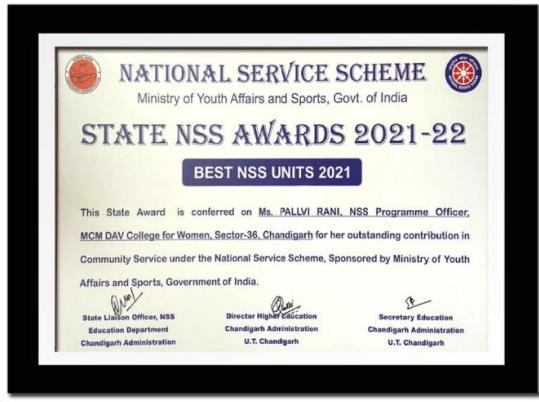 NATIONAL SERVICE SCHEME
Ministry of Youth Affairs and Sports, Govt. of India
STATE NSS AWARDS 2021-22
BEST NSS UNITS 2021
This State Award is conferred on Ms. PALLVI RANI, NSS Programme Officer,
MCM DAV College for Women, Sector-36, Chandigarh for her outstanding contribution in
Community Service under the National Service Scheme, Sponsored by Ministry of Youth
Affairs and Sports, Government of India.
State Liaison Officer, NSS
Education Department
Chandigarh Administration
Director Higher Education
Chandigarh Administration
U.T. Chandigarh
Secretary Education
Chandigarh Administration
U.T. Chandigarh